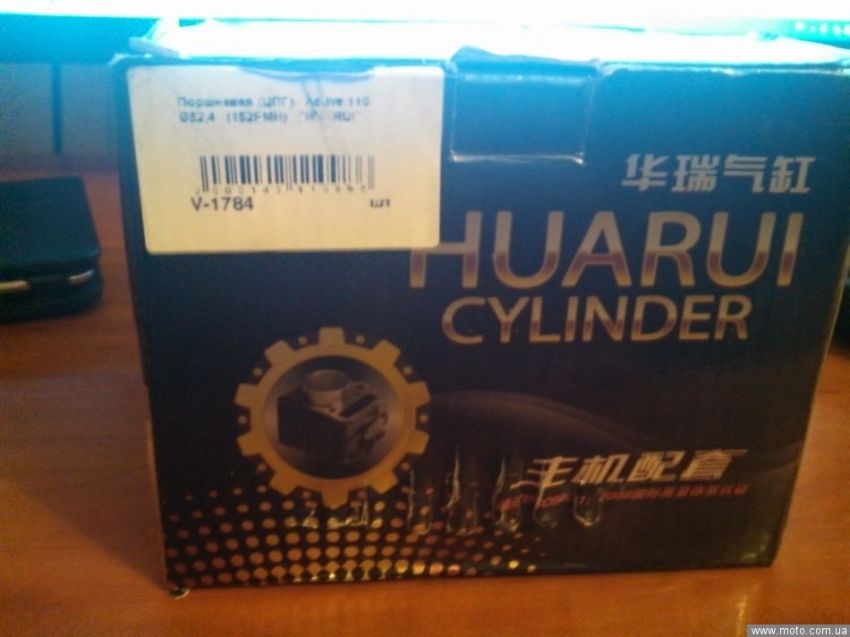 Поршневая (ЦПГ) Active 110
Ø52,4 (152FMH)
V-1784 шт
华瑞气缸
HUARUI
CYLINDER
主机配套
www.moto.com.ua